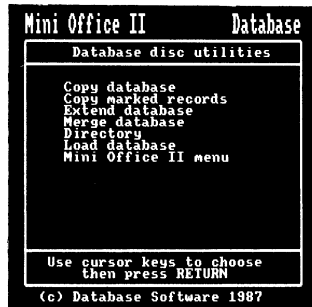 Mini Office II Database
Database disc utilities
Copy database
Copy marked records
Extend database
Merge database
Directory
Load database
Mini Office II menu
Use cursor keys to choose
then press RETURN
(c) Database Software 1987